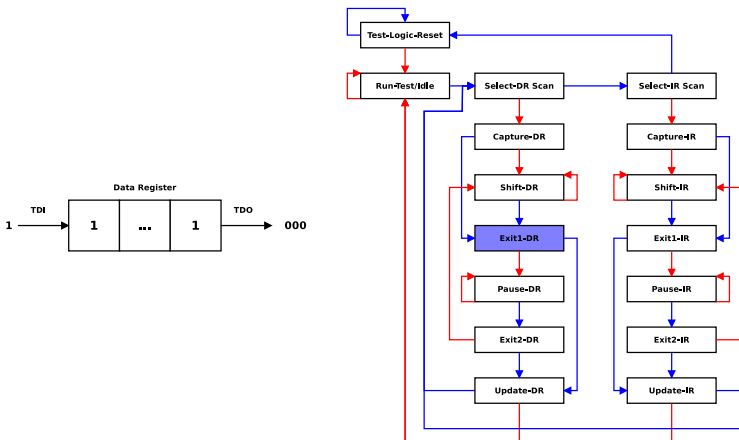 Test-Logic-Reset
Run-Test/Idle
Select-DR Scan
Select-IR Scan
Capture-DR
Capture-IR
Data Register
Shift-DR
Shift-IR
TDI
TDO
1
1
...
1
000
Exit1-DR
Exit1-IR
Pause-DR
Pause-IR
Exit2-DR
Exit2-IR
Update-DR
Update-IR